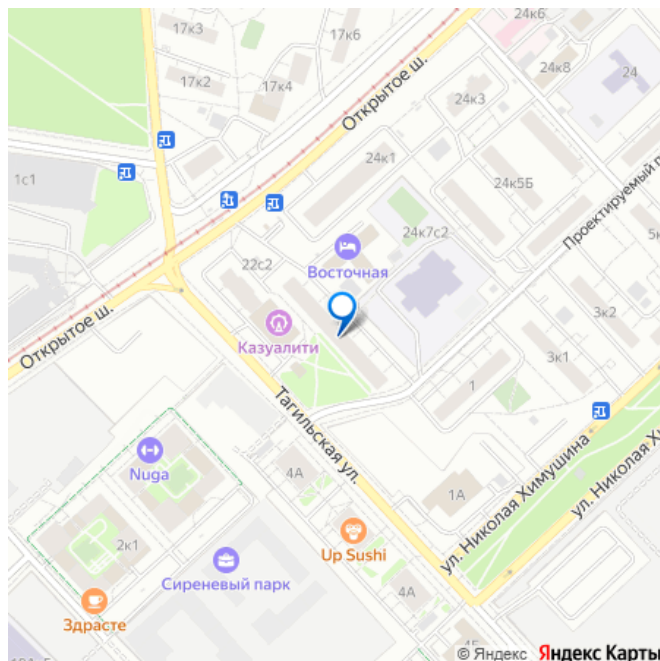 24к6
17к3
17к6
24к8
24
17к2
17к4
Открытое ш.
24к3
24к1
1с1
24к5Б
Проектируемый п
24к7с2
5к
Восточная
22с2
3к2
Казуалити
Открытое ш.
3к1
1
Тагильская ул.
Nuga
4А
ул. Николая Химушина
ул. Николая Хи
1А
2к1
Up Sushi
Сиреневый парк
4А
Здрасте
© Яндекс Яндекс Карты